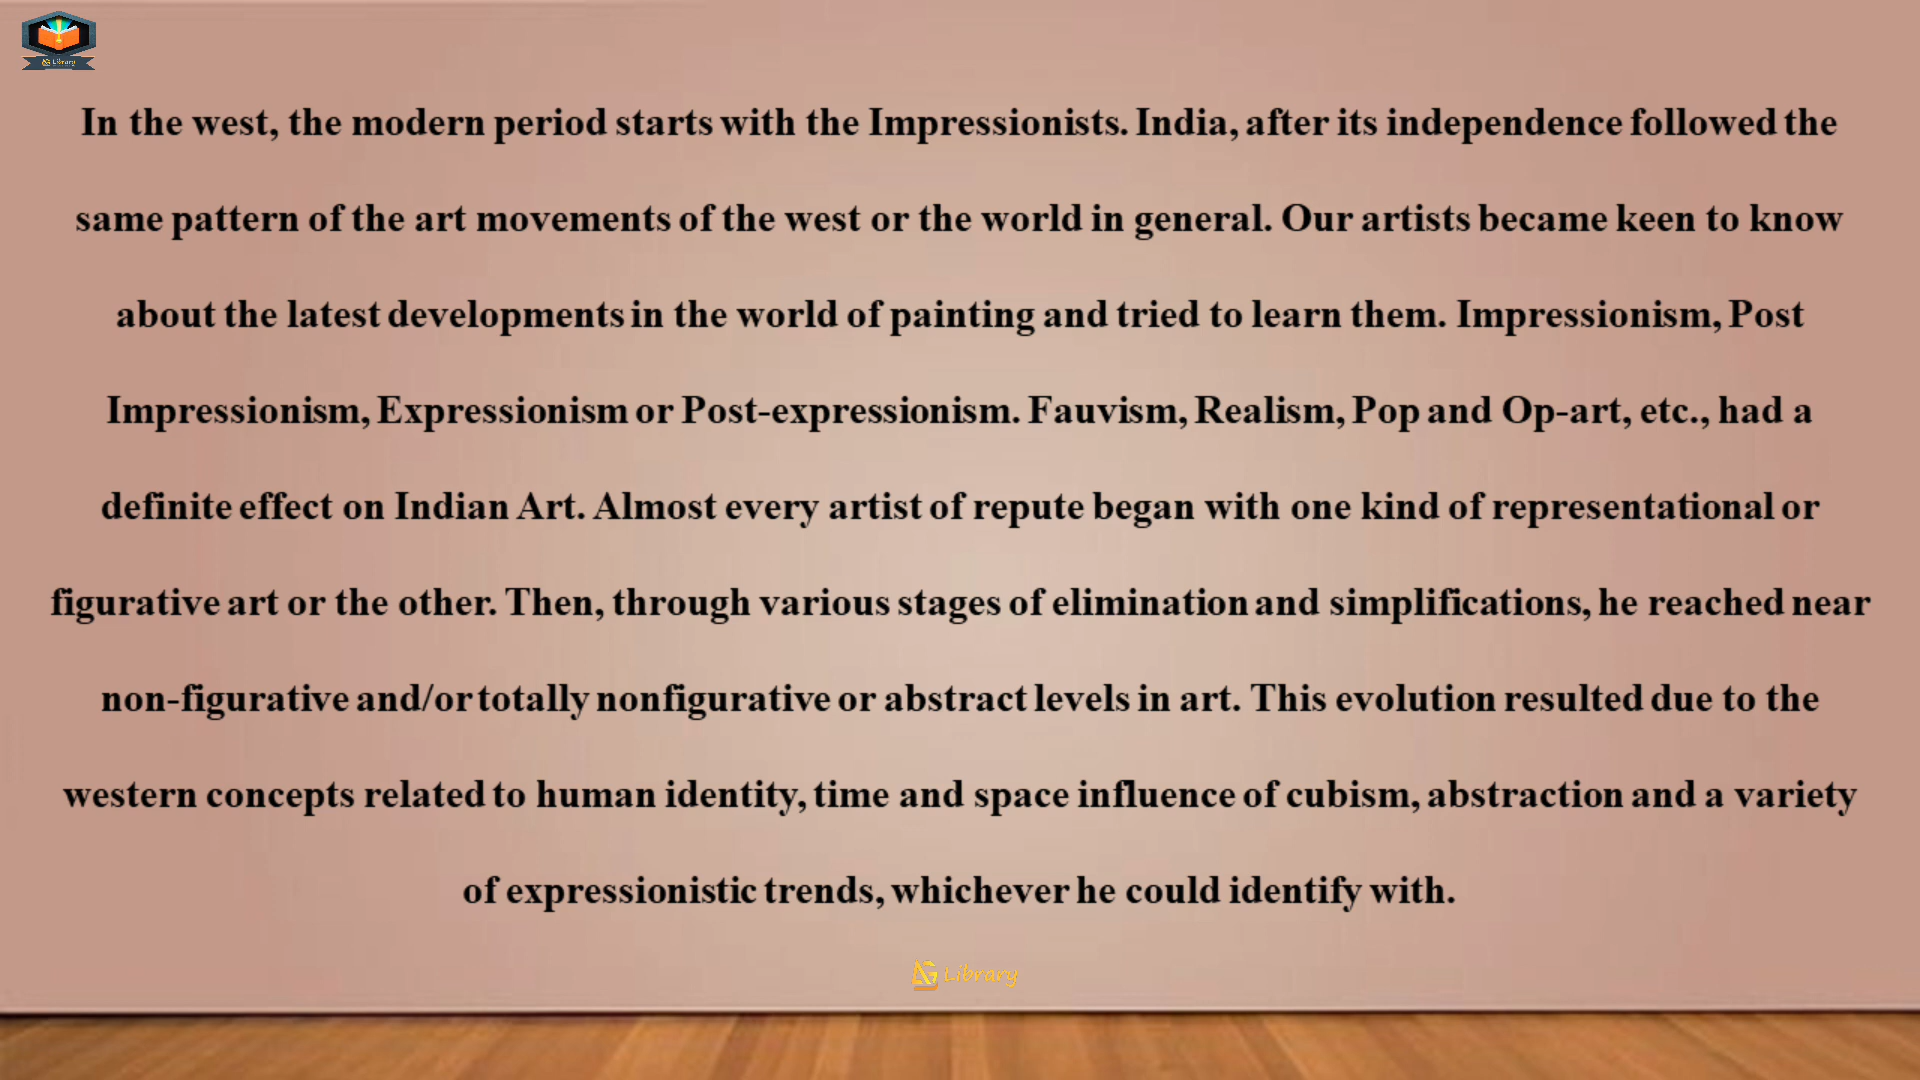 Library
In the west, the modern period starts with the Impressionists. India, after its independence followed the
same pattern of the art movements of the west or the world in general. Our artists became keen to know
about the latest developments in the world of painting and tried to learn them. Impressionism, Post
Impressionism, Expressionism or Post-expressionism. Fauvism, Realism, Pop and Op-art, etc., had a
definite effect on Indian Art. Almost every artist of repute began with one kind of representational or
figurative art or the other. Then, through various stages of elimination and simplifications, he reached near
non-figurative and/or totally nonfigurative or abstract levels in art. This evolution resulted due to the
western concepts related to human identity, time and space influence of cubism, abstraction and a variety
of expressionistic trends, whichever he could identify with.
Library